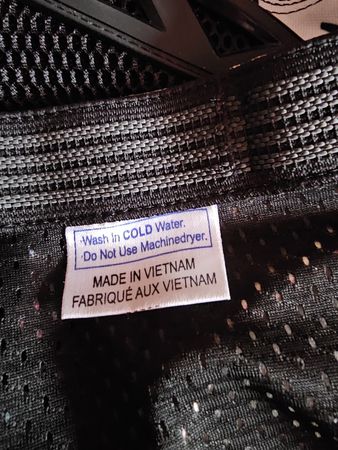 ·Wash In COLD Water.
·Do Not Use Machinedryer.
MADE IN VIETNAM
FABRIQUÉ AUX VIETNAM